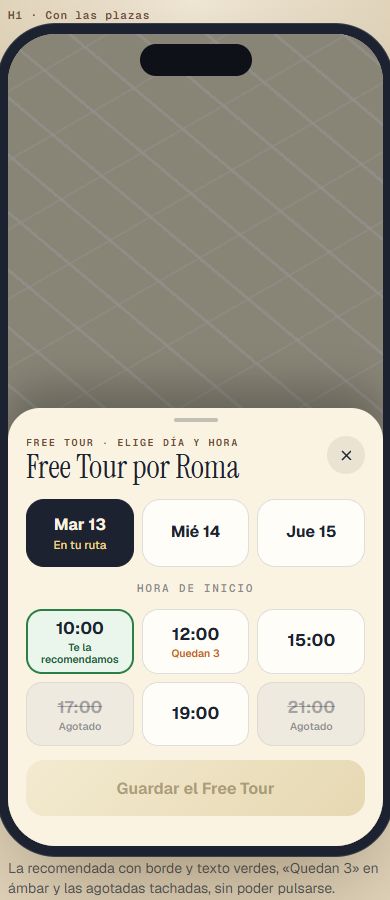 H1 · Con las plazas
FREE TOUR · ELIGE DÍA Y HORA
Free Tour por Roma
Mar 13
En tu ruta
Mié 14
Jue 15
HORA DE INICIO
10:00
Te la
recomendamos
12:00
Quedan 3
15:00
17:00
Agotado
19:00
21:00
Agotado
Guardar el Free Tour
La recomendada con borde y texto verdes, «Quedan 3» en
ámbar y las agotadas tachadas, sin poder pulsarse.